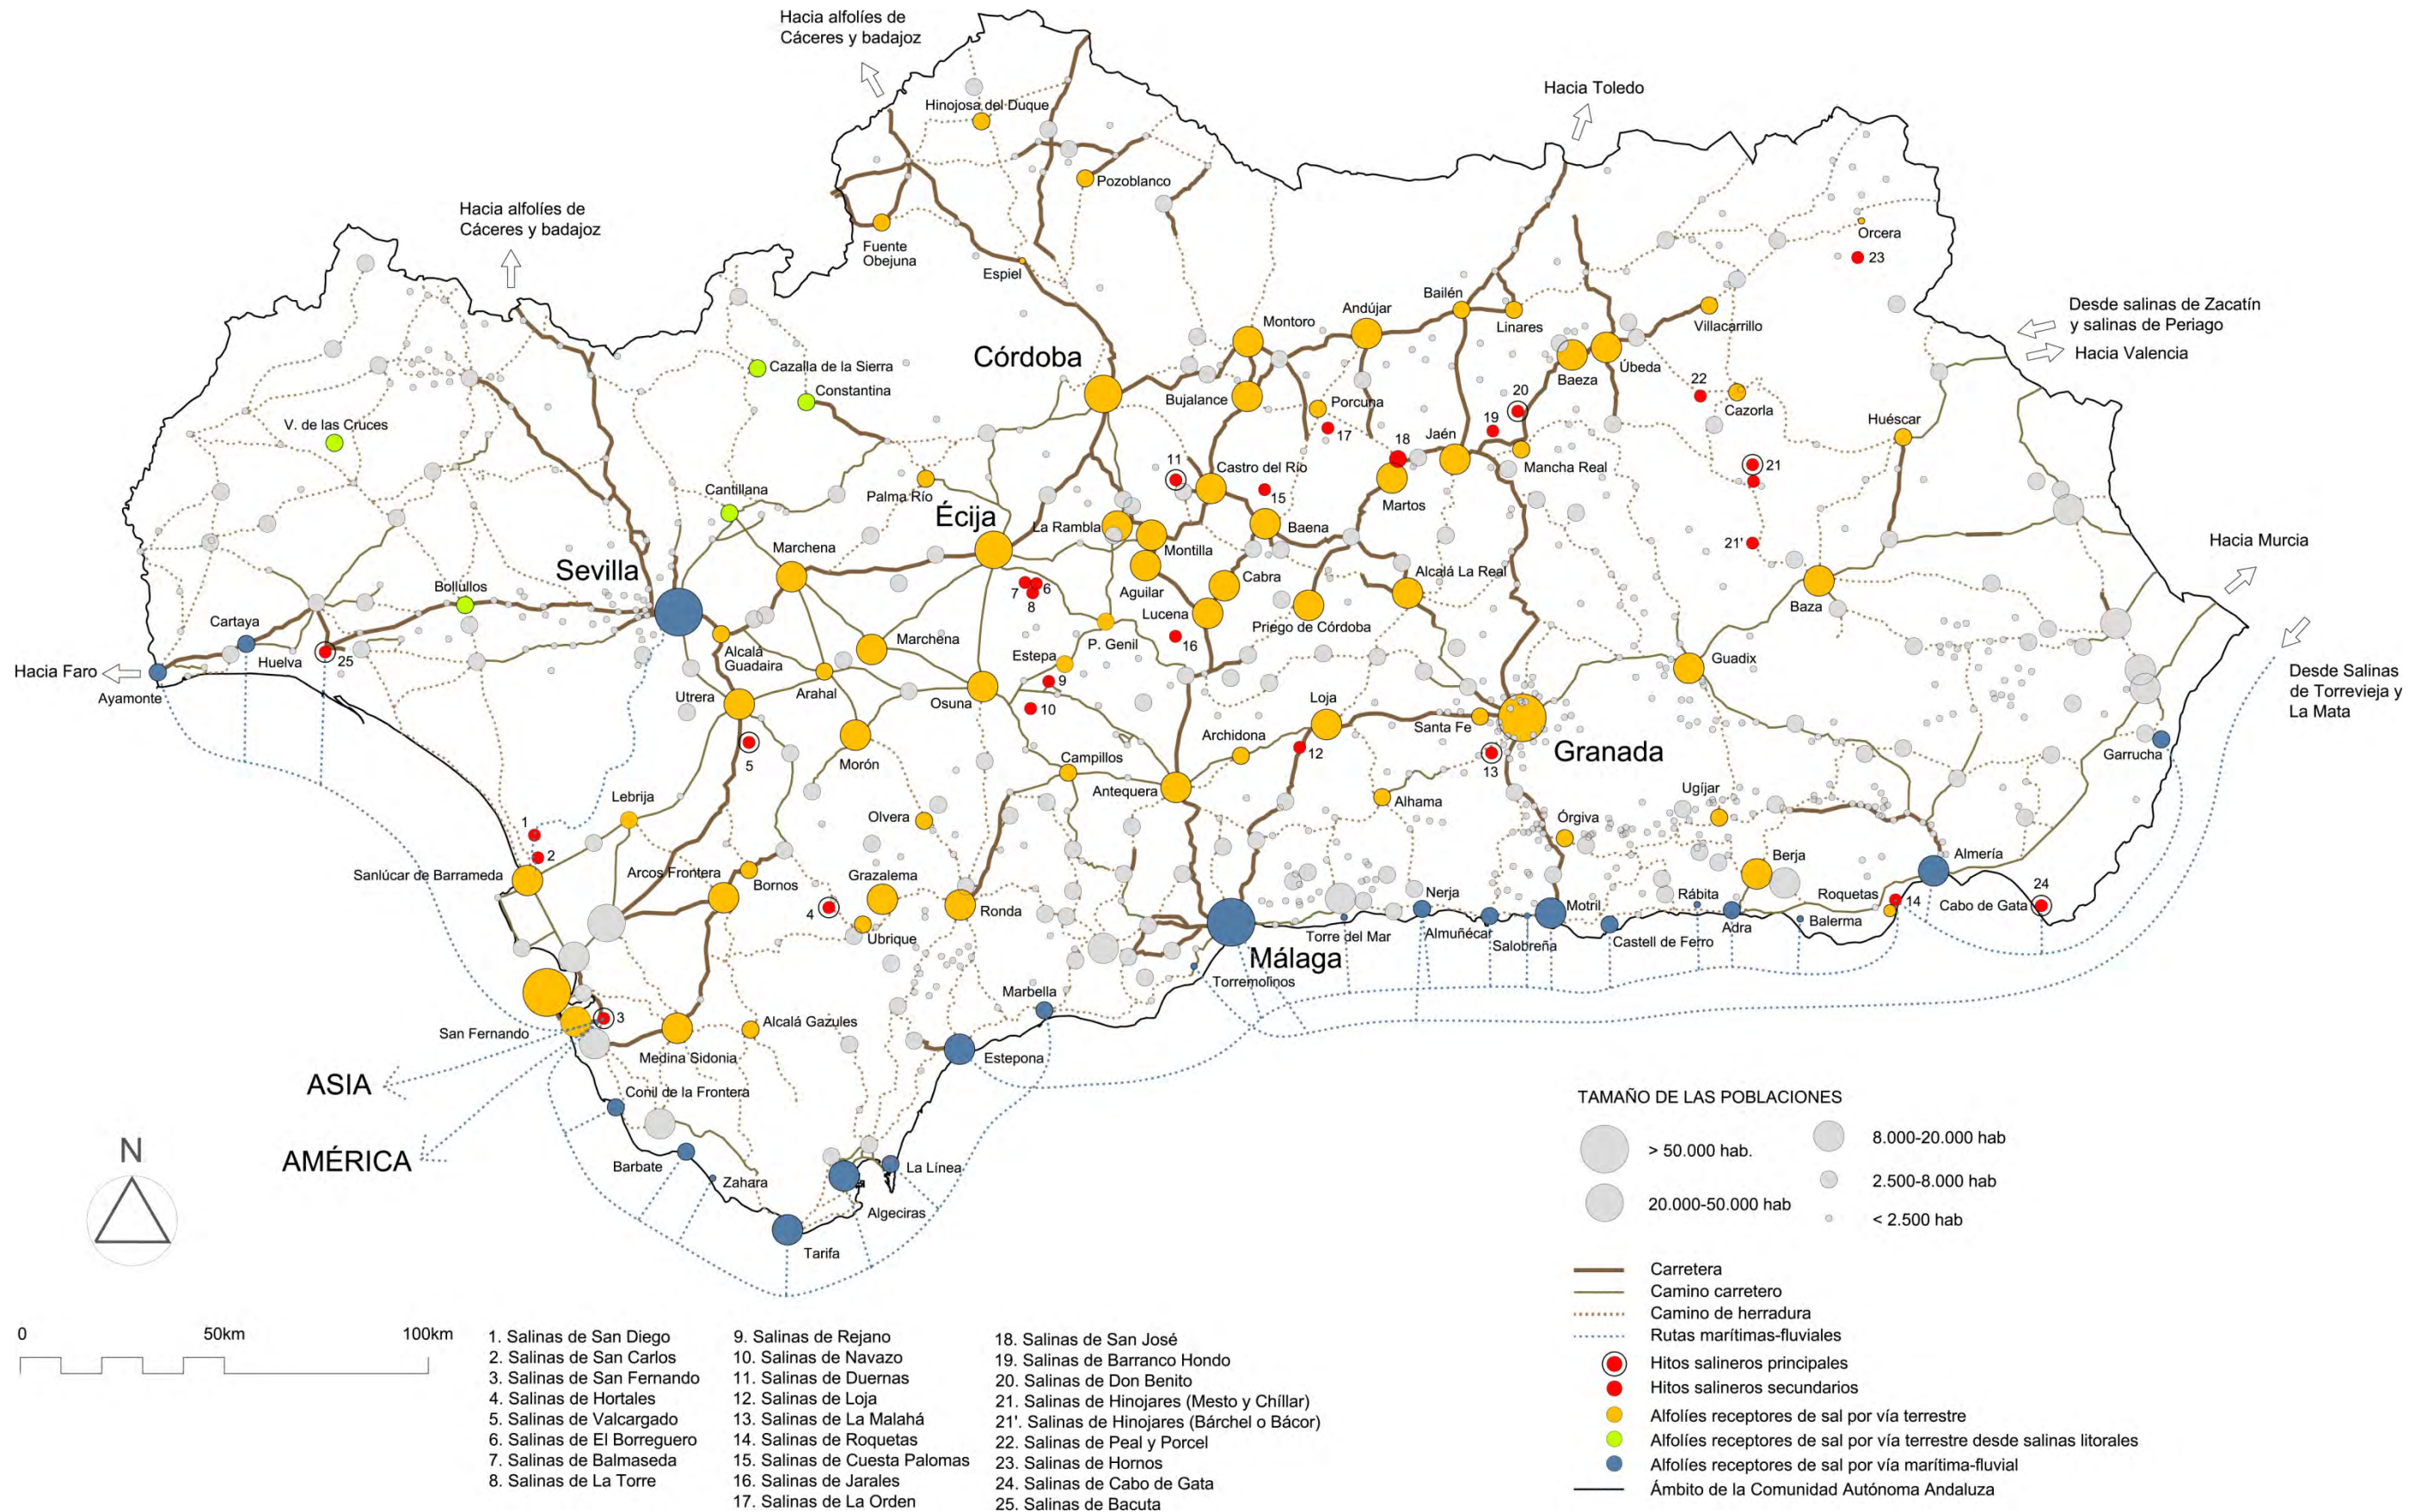 Hacia alfolíes de
Cáceres y badajoz
Hacia Toledo
Hinojosa del Duque
Pozoblanco
Hacia alfolíes de
Cáceres y badajoz
Fuente
Obejuna
Espiel
Orcera
23
Desde salinas de Zacatín
y salinas de Periago
Hacia Valencia
Bailén
Andújar
Linares
Villacarrillo
Montoro
Córdoba
Cazalla de la Sierra
Constantina
Baeza
Úbeda
20
22
Bujalance
Porcuna
Cazorla
19
V. de las Cruces
17
18
Jaén
Huéscar
11
Castro del Río
Mancha Real
21
Cantillana
Palma Río
15
Martos
Écija
La Rambla
Baena
Hacia Murcia
21'
Marchena
Montilla
Sevilla
Alcalá La Real
Cabra
Bollullos
7
6
8
Aguilar
Lucena
Baza
Cartaya
Priego de Córdoba
Marchena
P. Genil
16
Hacia Faro
Huelva
25
Alcalá
Guadaira
Estepa
Guadix
Desde Salinas
de Torrevieja y
La Mata
Ayamonte
Utrera
Arahal
Osuna
9
10
Loja
Santa Fe
Archidona
12
Granada
Garrucha
5
Morón
Campillos
13
Antequera
Lebrija
Alhama
Ugíjar
1
Olvera
Órgiva
2
Sanlúcar de Barrameda
Arcos Frontera
Bornos
Grazalema
Berja
Almería
24
Nerja
Rábita
Roquetas
4
Ronda
Motril
14
Cabo de Gata
Ubrique
Torre del Mar
Almuñécar
Salobreña
Castell de Ferro
Adra
Balerma
Málaga
Torremolinos
Marbella
3
San Fernando
Alcalá Gazules
Medina Sidonia
Estepona
ASIA
Conil de la Frontera
AMÉRICA
N
Barbate
Zahara
La Línea
Algeciras
Tarifa
TAMAÑO DE LAS POBLACIONES
> 50.000 hab.
8.000-20.000 hab
2.500-8.000 hab
20.000-50.000 hab
< 2.500 hab
Carretera
Camino carretero
Camino de herradura
Rutas marítimas-fluviales
Hitos salineros principales
Hitos salineros secundarios
Alfolíes receptores de sal por vía terrestre
Alfolíes receptores de sal por vía terrestre desde salinas litorales
Alfolíes receptores de sal por vía marítima-fluvial
Ámbito de la Comunidad Autónoma Andaluza
0 50km 100km
1. Salinas de San Diego
2. Salinas de San Carlos
3. Salinas de San Fernando
4. Salinas de Hortales
5. Salinas de Valcargado
6. Salinas de El Borreguero
7. Salinas de Balmaseda
8. Salinas de La Torre
9. Salinas de Rejano
10. Salinas de Navazo
11. Salinas de Duernas
12. Salinas de Loja
13. Salinas de La Malahá
14. Salinas de Roquetas
15. Salinas de Cuesta Palomas
16. Salinas de Jarales
17. Salinas de La Orden
18. Salinas de San José
19. Salinas de Barranco Hondo
20. Salinas de Don Benito
21. Salinas de Hinojares (Mesto y Chíllar)
21'. Salinas de Hinojares (Bárchel o Bácor)
22. Salinas de Peal y Porcel
23. Salinas de Hornos
24. Salinas de Cabo de Gata
25. Salinas de Bacuta